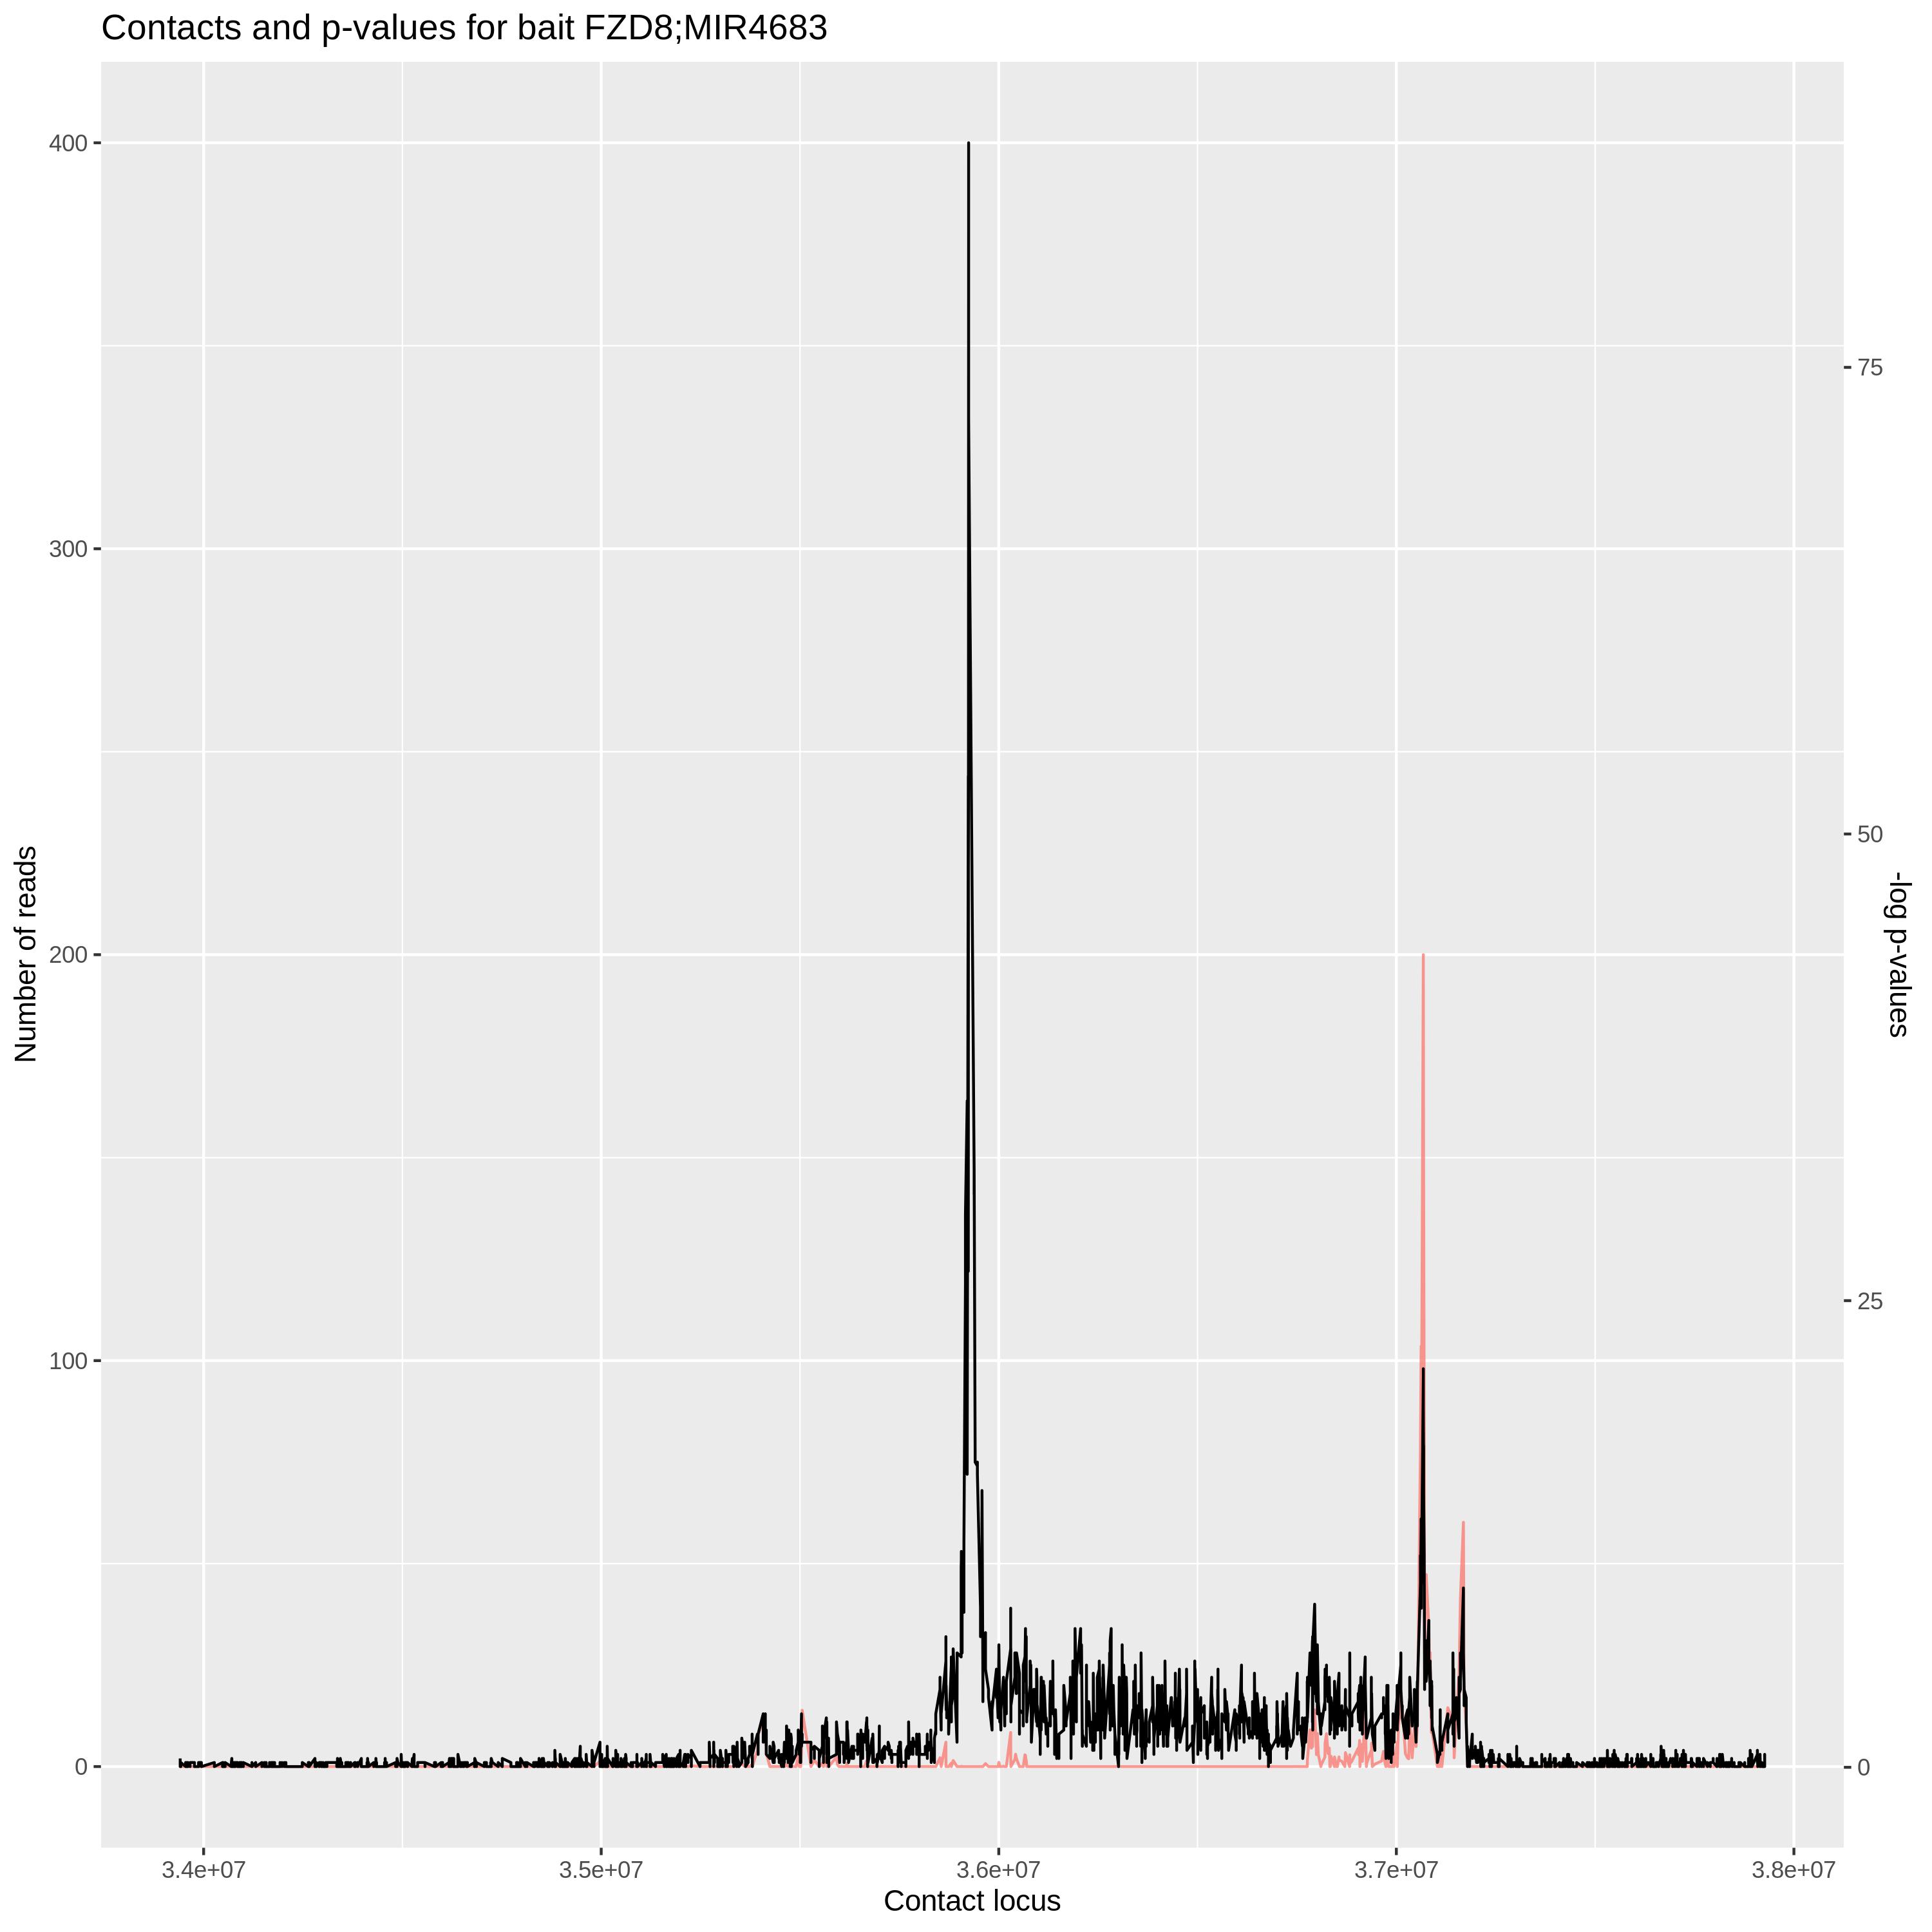 Contacts and p-values for bait FZD8;MIR4683
400
300
200
100
0
75
50
25
0
Number of reads
-log p-values
3.4e+07
3.5e+07
3.6e+07
3.7e+07
3.8e+07
Contact locus